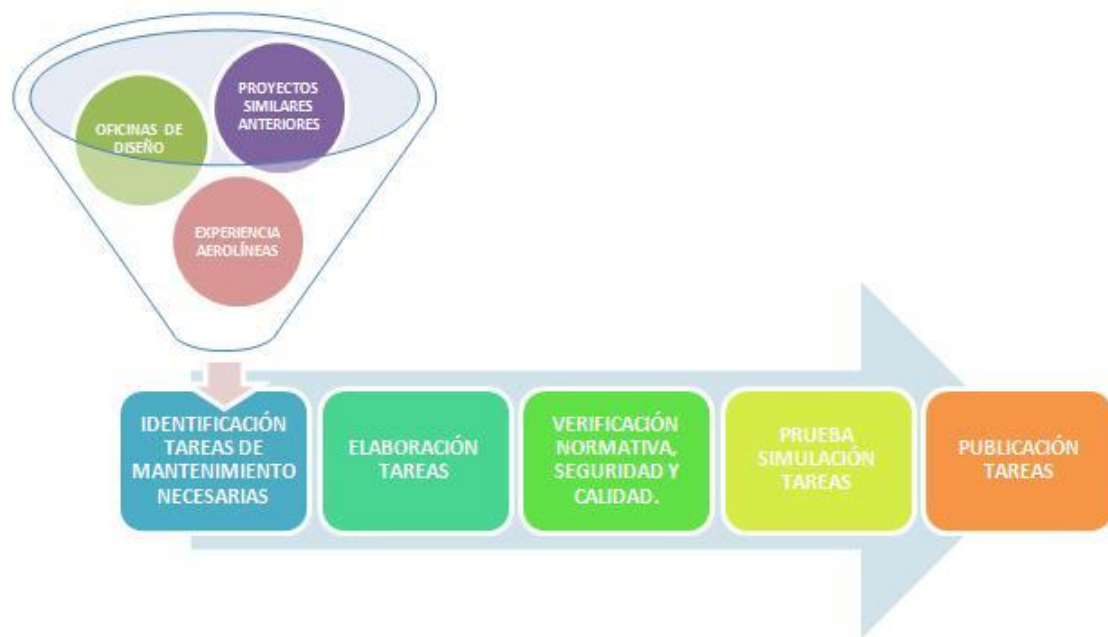 PROYECTOS
SIMILARES
ANTERIORES
OFICINAS DE
DISEÑO
EXPERIENCIA
AEROLÍNEAS
IDENTIFICACIÓN
TAREAS DE
MANTENIMIENTO
NECESARIAS
ELABORACIÓN
TAREAS
VERIFICACIÓN
NORMATIVA,
SEGURIDAD Y
CALIDAD.
PRUEBA
SIMULACIÓN
TAREAS
PUBLICACIÓN
TAREAS